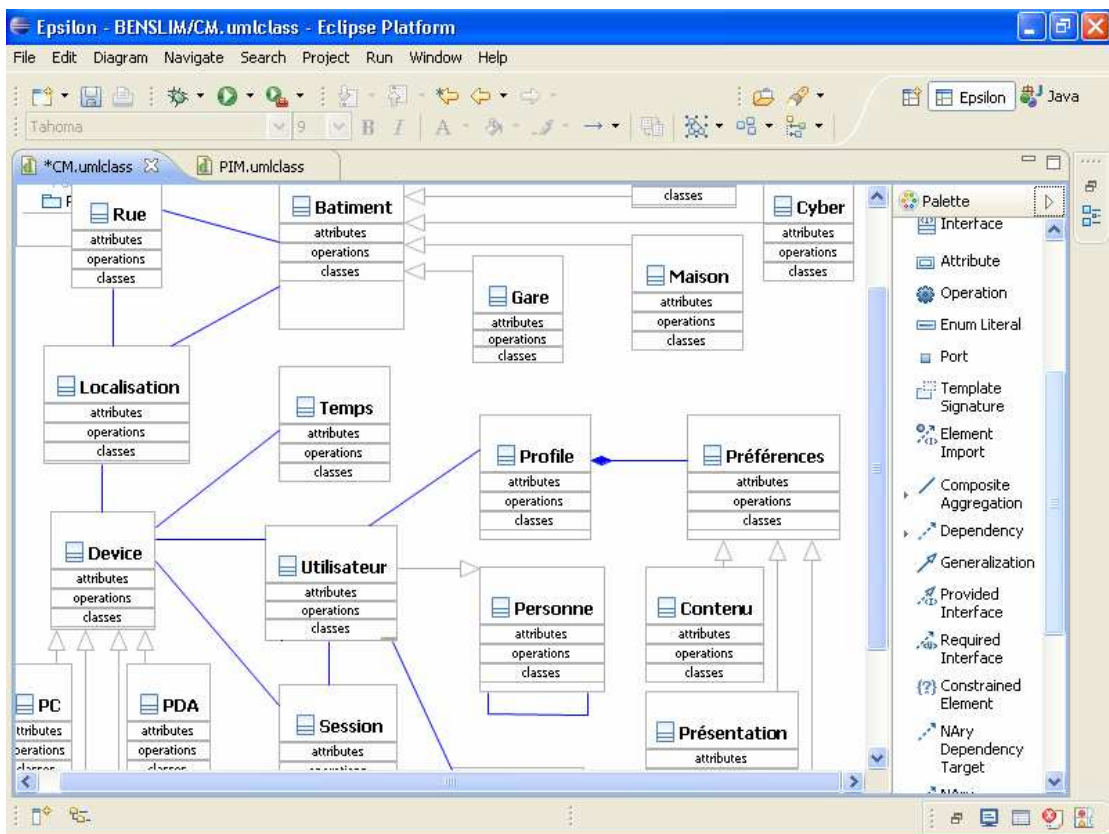 Epsilon - BENSLIM/CM.umlclass - Eclipse Platform
File Edit Diagram Navigate Search Project Run Window Help
Epsilon Java
Tahoma 9 B I A
*CM.umlclass PIM.umlclass
Rue
attributes
operations
classes
Batiment
attributes
operations
classes
classes
Cyber
attributes
operations
classes
Gare
attributes
operations
classes
Maison
attributes
operations
classes
Localisation
attributes
operations
classes
Temps
attributes
operations
classes
Profile
attributes
operations
classes
Préférences
attributes
operations
classes
Device
attributes
operations
classes
Utilisateur
attributes
operations
classes
Personne
attributes
operations
classes
Contenu
attributes
operations
classes
PC
ttributes
perations
PDA
attributes
operations
Session
attributes
Présentation
attributes
Palette
Interface
Attribute
Operation
Enum Literal
Port
Template
Signature
Element
Import
Composite
Aggregation
Dependency
Generalization
Provided
Interface
Required
Interface
Constrained
Element
NAry
Dependency
Target